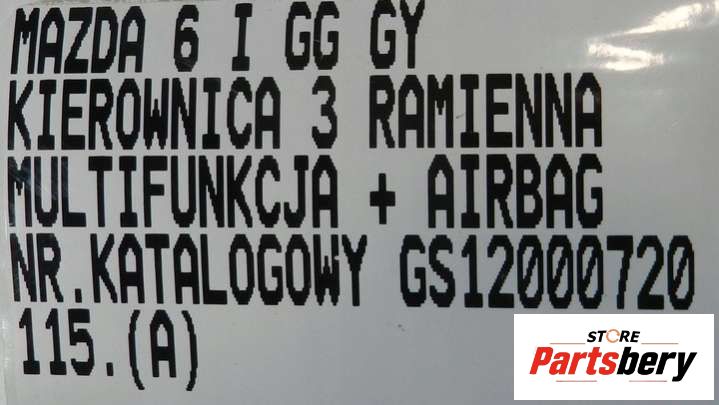 MAZDA 6 I GG GY
KIEROWNICA 3 RAMIENNA
MULTIFUNKCJA + AIRBAG
NR.KATALOGOWY GS12000720
115.(A)
STORE
Partsbery